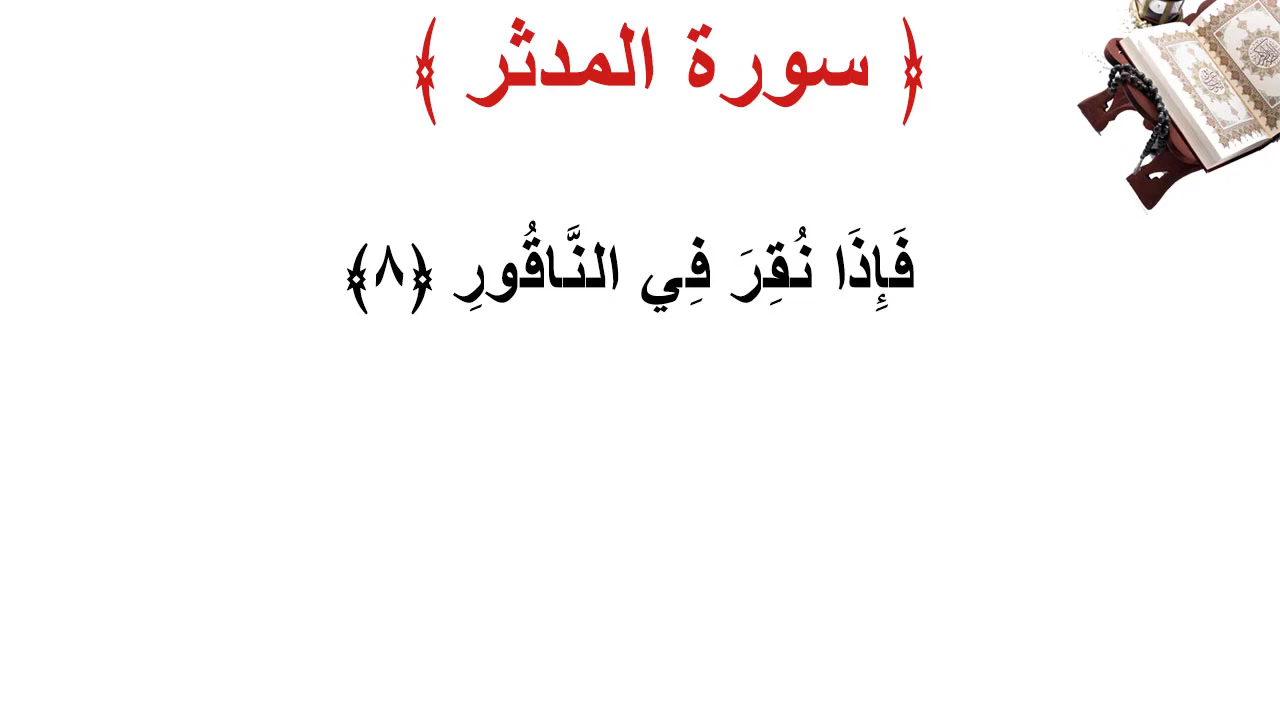 ﴿ سورة المدثر ﴾
فَإِذَا نُقِرَ فِي النَّاقُورِ ﴿٨﴾